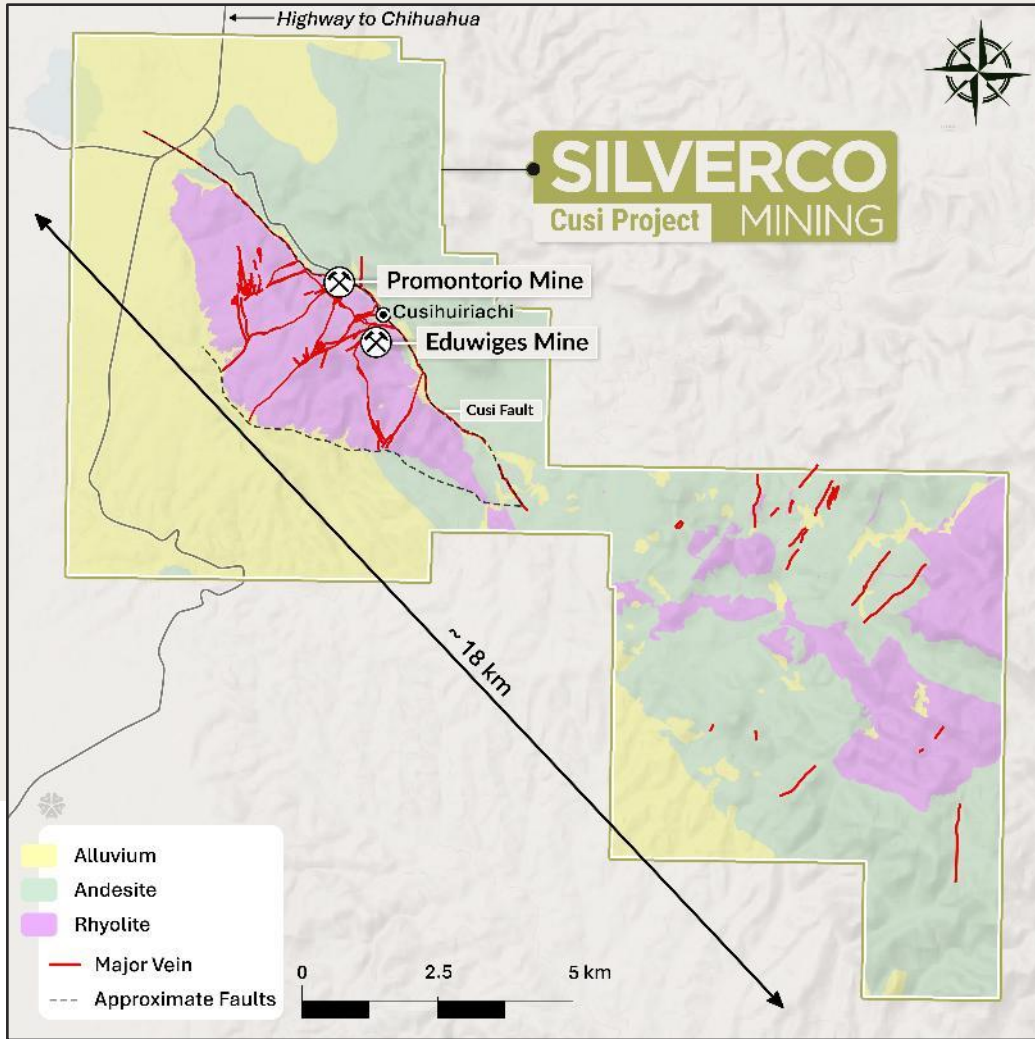 Highway to Chihuahua
SILVERCO
Cusi Project MINING
Promontorio Mine
Cusihuiriachi
Eduwiges Mine
Cusi Fault
~ 18 km
Alluvium
Andesite
Rhyolite
Major Vein
Approximate Faults
0 2.5 5 km